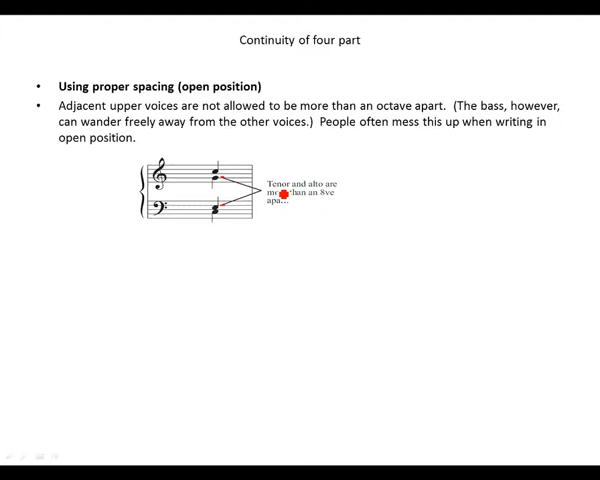 Continuity of four part
• Using proper spacing (open position)
• Adjacent upper voices are not allowed to be more than an octave apart. (The bass, however,
can wander freely away from the other voices.) People often mess this up when writing in
open position.
Tenor and alto are
than an 8ve